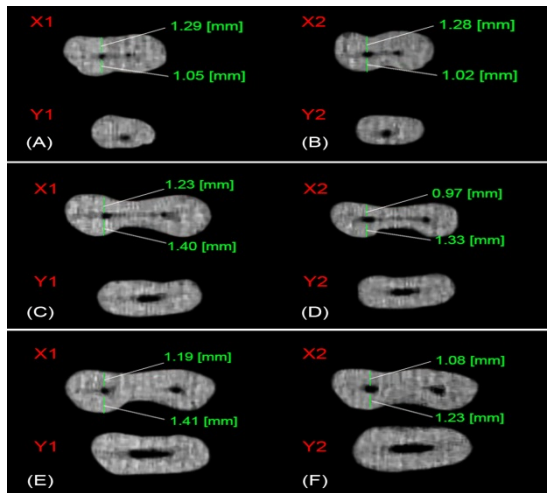 X1
1.29 [mm]
1.05 [mm]
Y1
(A)
X2
1.28 [mm]
1.02 [mm]
Y2
(B)
X1
1.23 [mm]
1.40 [mm]
Y1
(C)
X2
0.97 [mm]
1.33 [mm]
Y2
(D)
X1
1.19 [mm]
1.41 [mm]
Y1
(E)
X2
1.08 [mm]
1.23 [mm]
Y2
(F)